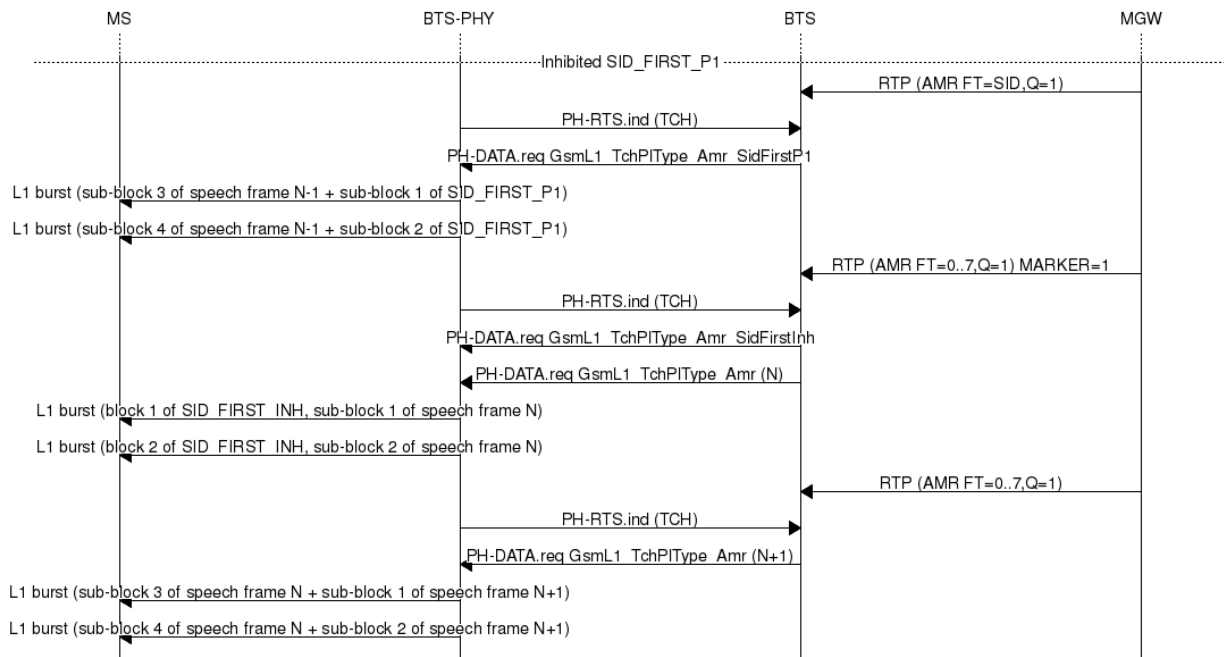 MS BTS-PHY BTS MGW
Inhibited SID_FIRST_P1
RTP (AMR FT=SID,Q=1)
PH-RTS.ind (TCH)
PH-DATA.req GsmL1_TchPlType_Amr_SidFirstP1
L1 burst (sub-block 3 of speech frame N-1 + sub-block 1 of SID_FIRST_P1)
L1 burst (sub-block 4 of speech frame N-1 + sub-block 2 of SID_FIRST_P1)
RTP (AMR FT=0..7,Q=1) MARKER=1
PH-RTS.ind (TCH)
PH-DATA.req GsmL1_TchPlType_Amr_SidFirstInh
PH-DATA.req GsmL1_TchPlType_Amr (N)
L1 burst (block 1 of SID_FIRST_INH, sub-block 1 of speech frame N)
L1 burst (block 2 of SID_FIRST_INH, sub-block 2 of speech frame N)
RTP (AMR FT=0..7,Q=1)
PH-RTS.ind (TCH)
PH-DATA.req GsmL1_TchPlType_Amr (N+1)
L1 burst (sub-block 3 of speech frame N + sub-block 1 of speech frame N+1)
L1 burst (sub-block 4 of speech frame N + sub-block 2 of speech frame N+1)